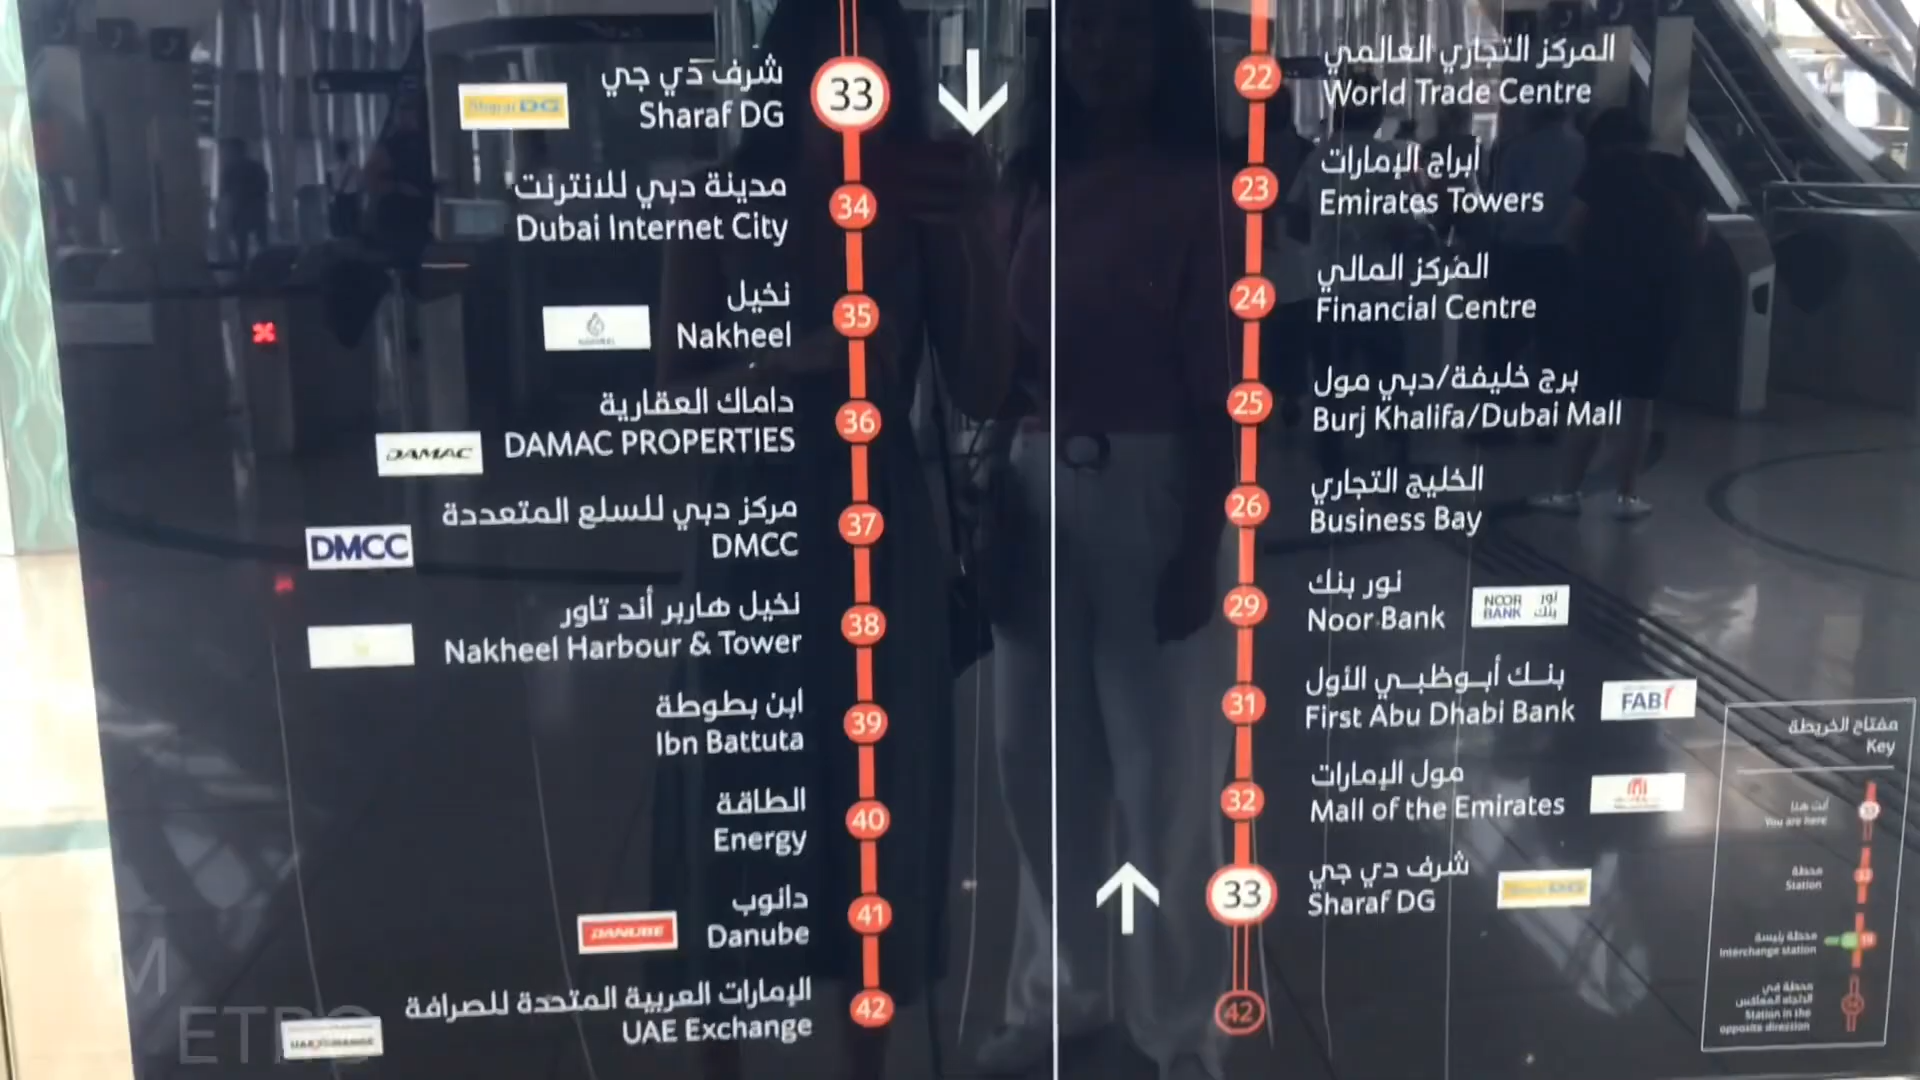 شرف دي جي
Sharaf DG
Sharaf DG
33
مدينة دبي للانترنت
Dubai Internet City
34
نخيل
Nakheel
35
داماك العقارية
DAMAC PROPERTIES
DAMAC
36
مركز دبي للسلع المتعددة
DMCC
DMCC
37
نخيل هاربر أند تاور
Nakheel Harbour & Tower
38
ابن بطوطة
Ibn Battuta
39
الطاقة
Energy
40
دانوب
Danube
DANUBE
41
الإمارات العربية المتحدة للصرافة
UAE Exchange
42
المركز التجاري العالمي
22
World Trade Centre
أبراج الإمارات
23
Emirates Towers
المركز المالي
24
Financial Centre
برج خليفة/دبي مول
25
Burj Khalifa/Dubai Mall
الخليج التجاري
26
Business Bay
نور بنك
29
Noor Bank
NOOR BANK
نور بنك
بنك أبوظبي الأول
31
First Abu Dhabi Bank
FAB
مول الإمارات
32
Mall of the Emirates
شرف دي جي
33
Sharaf DG
Sharaf DG
42
مفتاح الخريطة
Key
أنت هنا
You are here
محطة
Station
محطة رئيسة
Interchange station
محطة في
الاتجاه المعاكس
Station in the
opposite direction